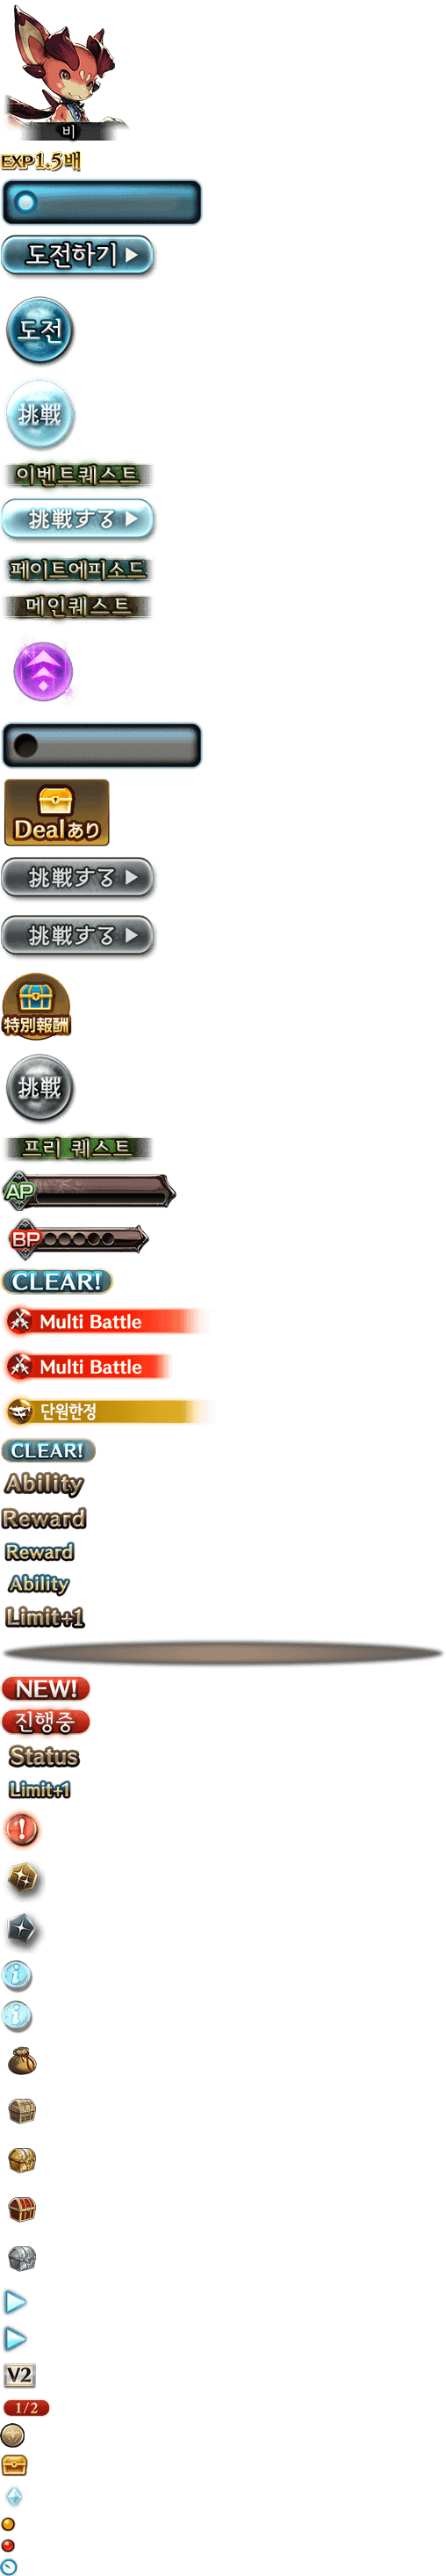 비
EXP1.5배
도전하기
도전
挑戦
이벤트퀘스트
挑戦する
페이트에피소드
메인퀘스트
Dealあり
挑戦する
挑戦する
特別報酬
挑戦
프리 퀘스트
AP
BP
CLEAR!
Multi Battle
Multi Battle
단원한정
CLEAR!
Ability
Reward
Reward
Ability
Limit+1
NEW!
진행중
Status
Limit+1
!
i
i
V2
1/2